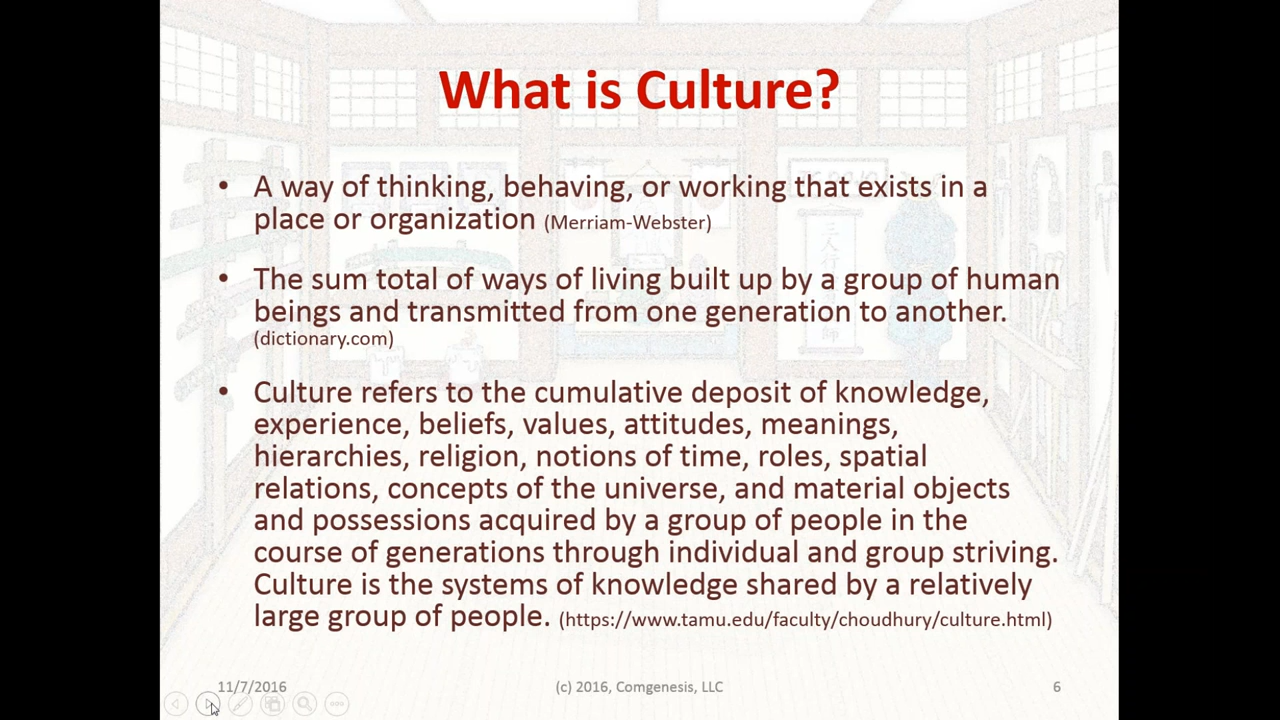 What is Culture?
• A way of thinking, behaving, or working that exists in a
place or organization (Merriam-Webster)
• The sum total of ways of living built up by a group of human
beings and transmitted from one generation to another.
(dictionary.com)
• Culture refers to the cumulative deposit of knowledge,
experience, beliefs, values, attitudes, meanings,
hierarchies, religion, notions of time, roles, spatial
relations, concepts of the universe, and material objects
and possessions acquired by a group of people in the
course of generations through individual and group striving.
Culture is the systems of knowledge shared by a relatively
large group of people. (https://www.tamu.edu/faculty/choudhury/culture.html)
三人行
師
11/7/2016 (c) 2016, Comgenesis, LLC 6